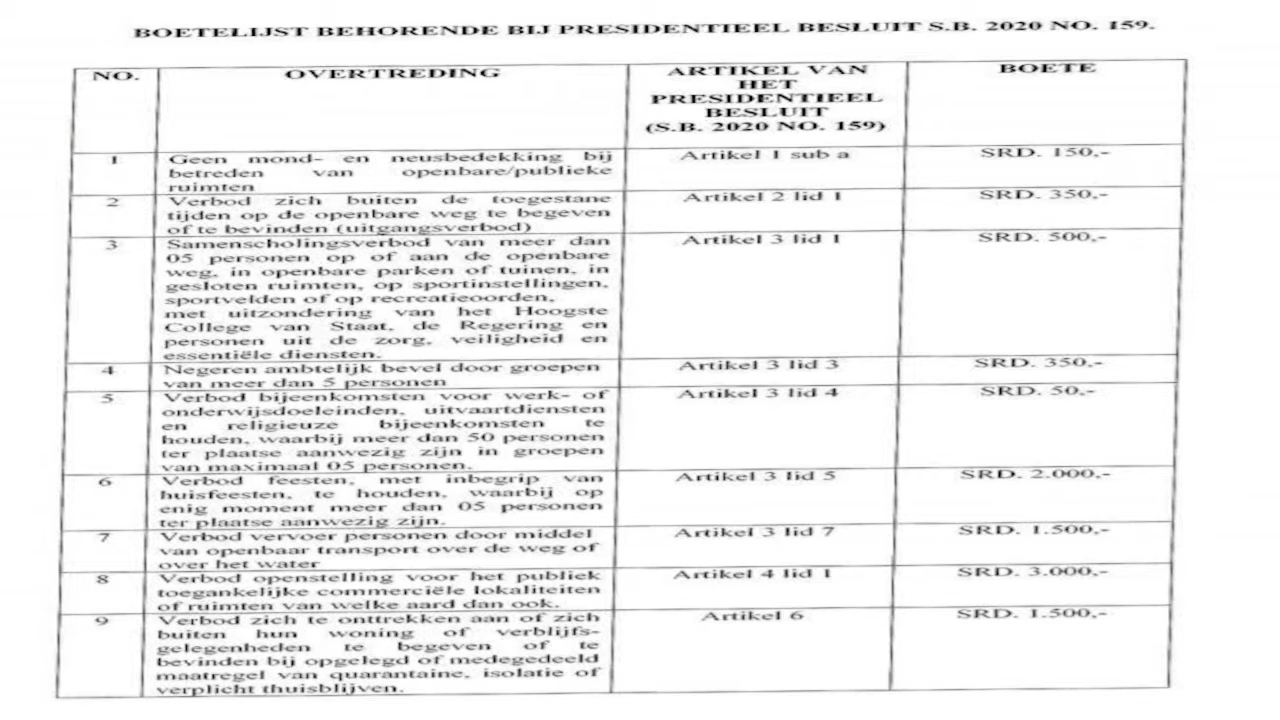 BOETELIJST BEHORENDE BIJ PRESIDENTIEEL BESLUIT S.B. 2020 NO. 159.
NO.
OVERTREDING
ARTIKEL VAN
HET
PRESIDENTIEEL
BESLUIT
(S.B. 2020 NO. 159)
BOETE
1
Geen mond- en neusbedekking bij
betreden van openbare/publieke
ruimten
Artikel 1 sub a
SRD. 150,-
2
Verbod zich buiten de toegestane
tijden op de openbare weg te begeven
of te bevinden (uitgangsverbod)
Artikel 2 lid 1
SRD. 350,-
3
Samenscholingsverbod van meer dan
05 personen op of aan de openbare
weg, in openbare parken of tuinen, in
gesloten ruimten, op sportinstellingen,
sportvelden of op recreatieoorden,
met uitzondering van het Hoogste
College van Staat, de Regering en
personen uit de zorg, veiligheid en
essentiële diensten.
Artikel 3 lid 1
SRD. 500,-
4
Negeren ambtelijk bevel door groepen
van meer dan 5 personen
Artikel 3 lid 3
SRD. 350,-
5
Verbod bijeenkomsten voor werk- of
onderwijsdoeleinden, uitvaartdiensten
en religieuze bijeenkomsten te
houden, waarbij meer dan 50 personen
ter plaatse aanwezig zijn in groepen
van maximaal 05 personen.
Artikel 3 lid 4
SRD. 50,-
6
Verbod feesten, met inbegrip van
huisfeesten, te houden, waarbij op
enig moment meer dan 05 personen
ter plaatse aanwezig zijn.
Artikel 3 lid 5
SRD. 2.000,-
7
Verbod vervoer personen door middel
van openbaar transport over de weg of
over het water
Artikel 3 lid 7
SRD. 1.500,-
8
Verbod openstelling voor het publiek
toegankelijke commerciële lokaliteiten
of ruimten van welke aard dan ook.
Artikel 4 lid 1
SRD. 3.000,-
9
Verbod zich te onttrekken aan of zich
buiten hun woning of verblijfs-
gelegenheden te begeven of te
bevinden bij opgelegd of medegedeeld
maatregel van quarantaine, isolatie of
verplicht thuisblijven.
Artikel 6
SRD. 1.500,-